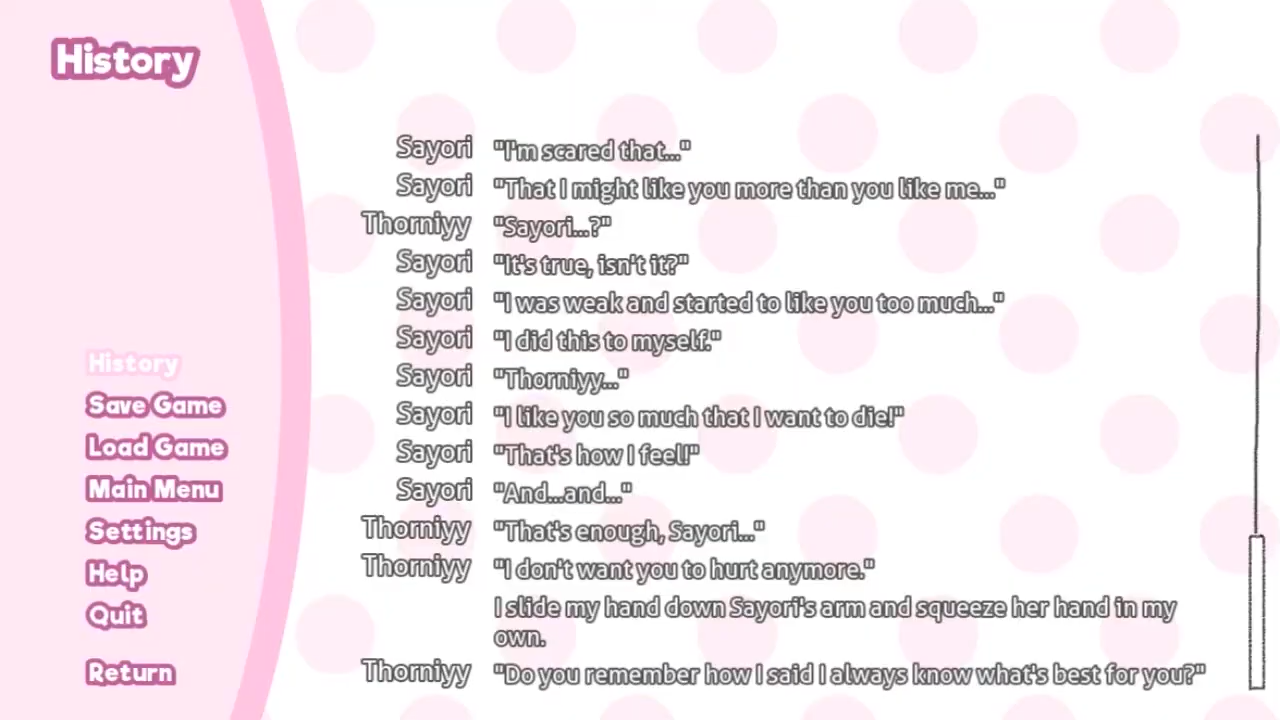 History
Sayori "I'm scared that..."
Sayori "That I might like you more than you like me..."
Thorniyy "Sayori...?"
Sayori "It's true, isn't it?"
Sayori "I was weak and started to like you too much..."
Sayori "I did this to myself."
Sayori "Thorniyy..."
Sayori "I like you so much that I want to die!"
Sayori "That's how I feel!"
Sayori "And...and..."
Thorniyy "That's enough, Sayori..."
Thorniyy "I don't want you to hurt anymore."
I slide my hand down Sayori's arm and squeeze her hand in my
own.
Thorniyy "Do you remember how I said I always know what's best for you?"
History
Save Game
Load Game
Main Menu
Settings
Help
Quit
Return